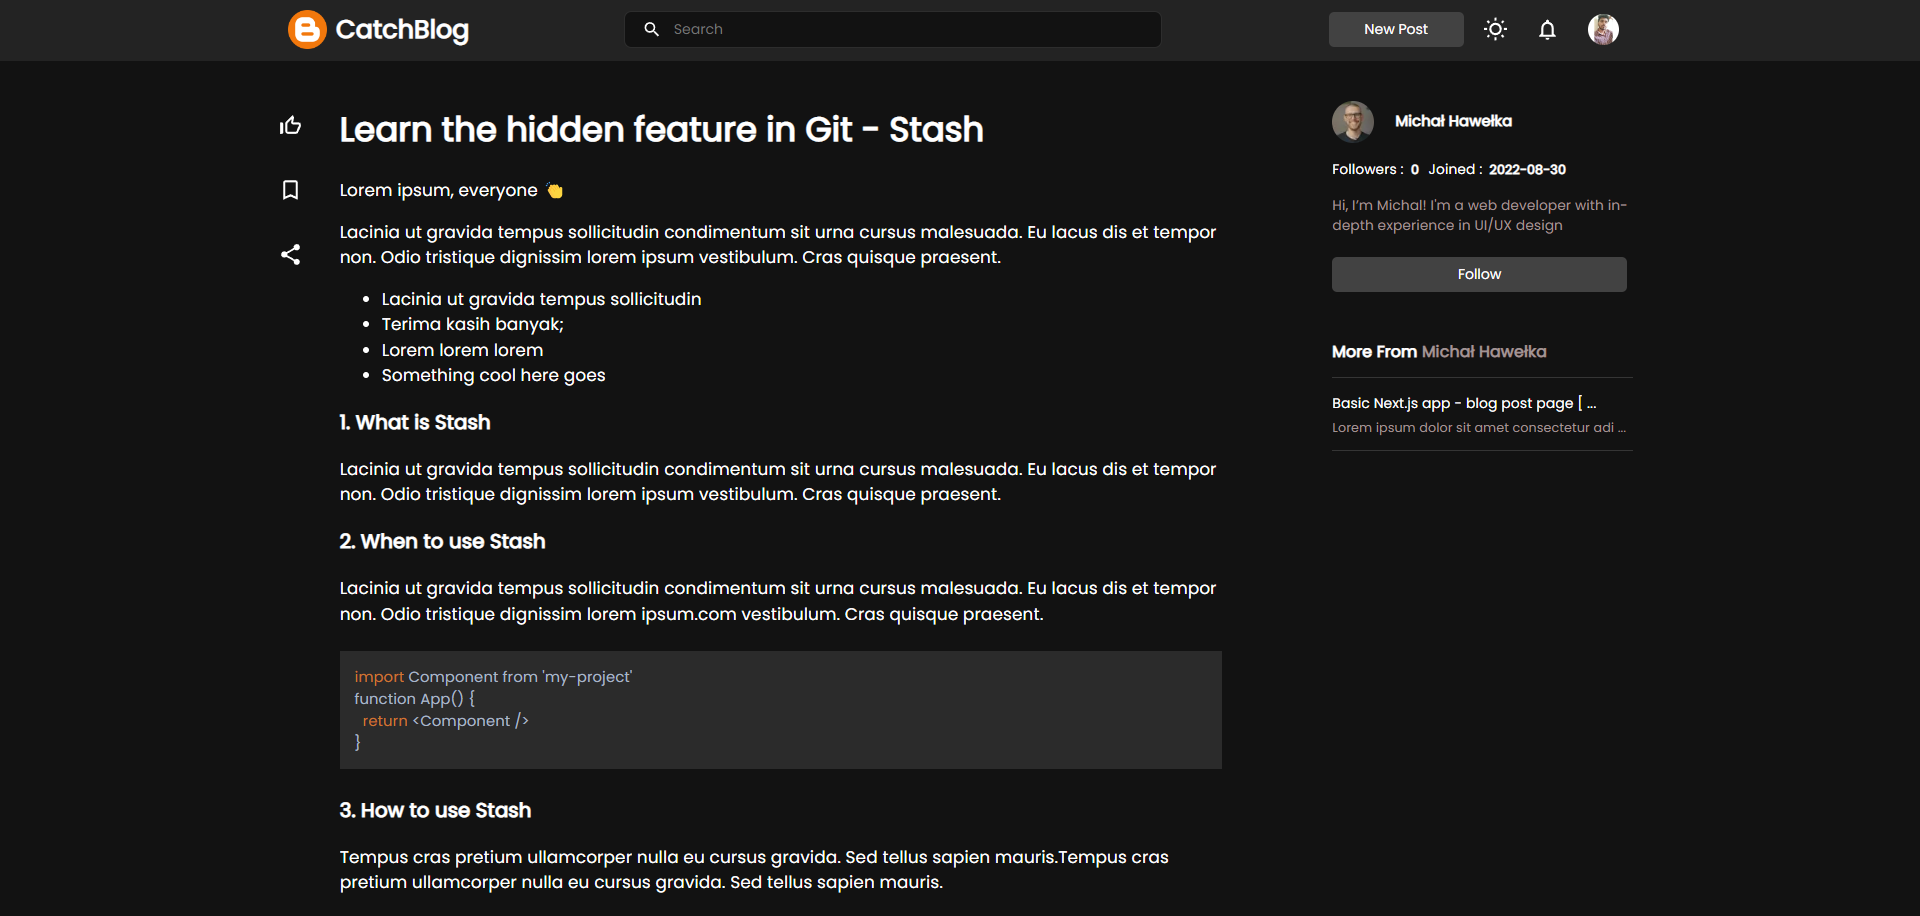 CatchBlog
Search
New Post
Learn the hidden feature in Git - Stash
Lorem ipsum, everyone 👏
Lacinia ut gravida tempus sollicitudin condimentum sit urna cursus malesuada. Eu lacus dis et tempor
non. Odio tristique dignissim lorem ipsum vestibulum. Cras quisque praesent.
• Lacinia ut gravida tempus sollicitudin
• Terima kasih banyak;
• Lorem lorem lorem
• Something cool here goes
1. What is Stash
Lacinia ut gravida tempus sollicitudin condimentum sit urna cursus malesuada. Eu lacus dis et tempor
non. Odio tristique dignissim lorem ipsum vestibulum. Cras quisque praesent.
2. When to use Stash
Lacinia ut gravida tempus sollicitudin condimentum sit urna cursus malesuada. Eu lacus dis et tempor
non. Odio tristique dignissim lorem ipsum.com vestibulum. Cras quisque praesent.
import Component from 'my-project'
function App() {
  return <Component />
}
3. How to use Stash
Tempus cras pretium ullamcorper nulla eu cursus gravida. Sed tellus sapien mauris.Tempus cras
pretium ullamcorper nulla eu cursus gravida. Sed tellus sapien mauris.
Michał Hawełka
Followers : 0 Joined : 2022-08-30
Hi, I’m Michal! I'm a web developer with in-
depth experience in UI/UX design
Follow
More From Michał Hawełka
Basic Next.js app - blog post page [ ...
Lorem ipsum dolor sit amet consectetur adi ...